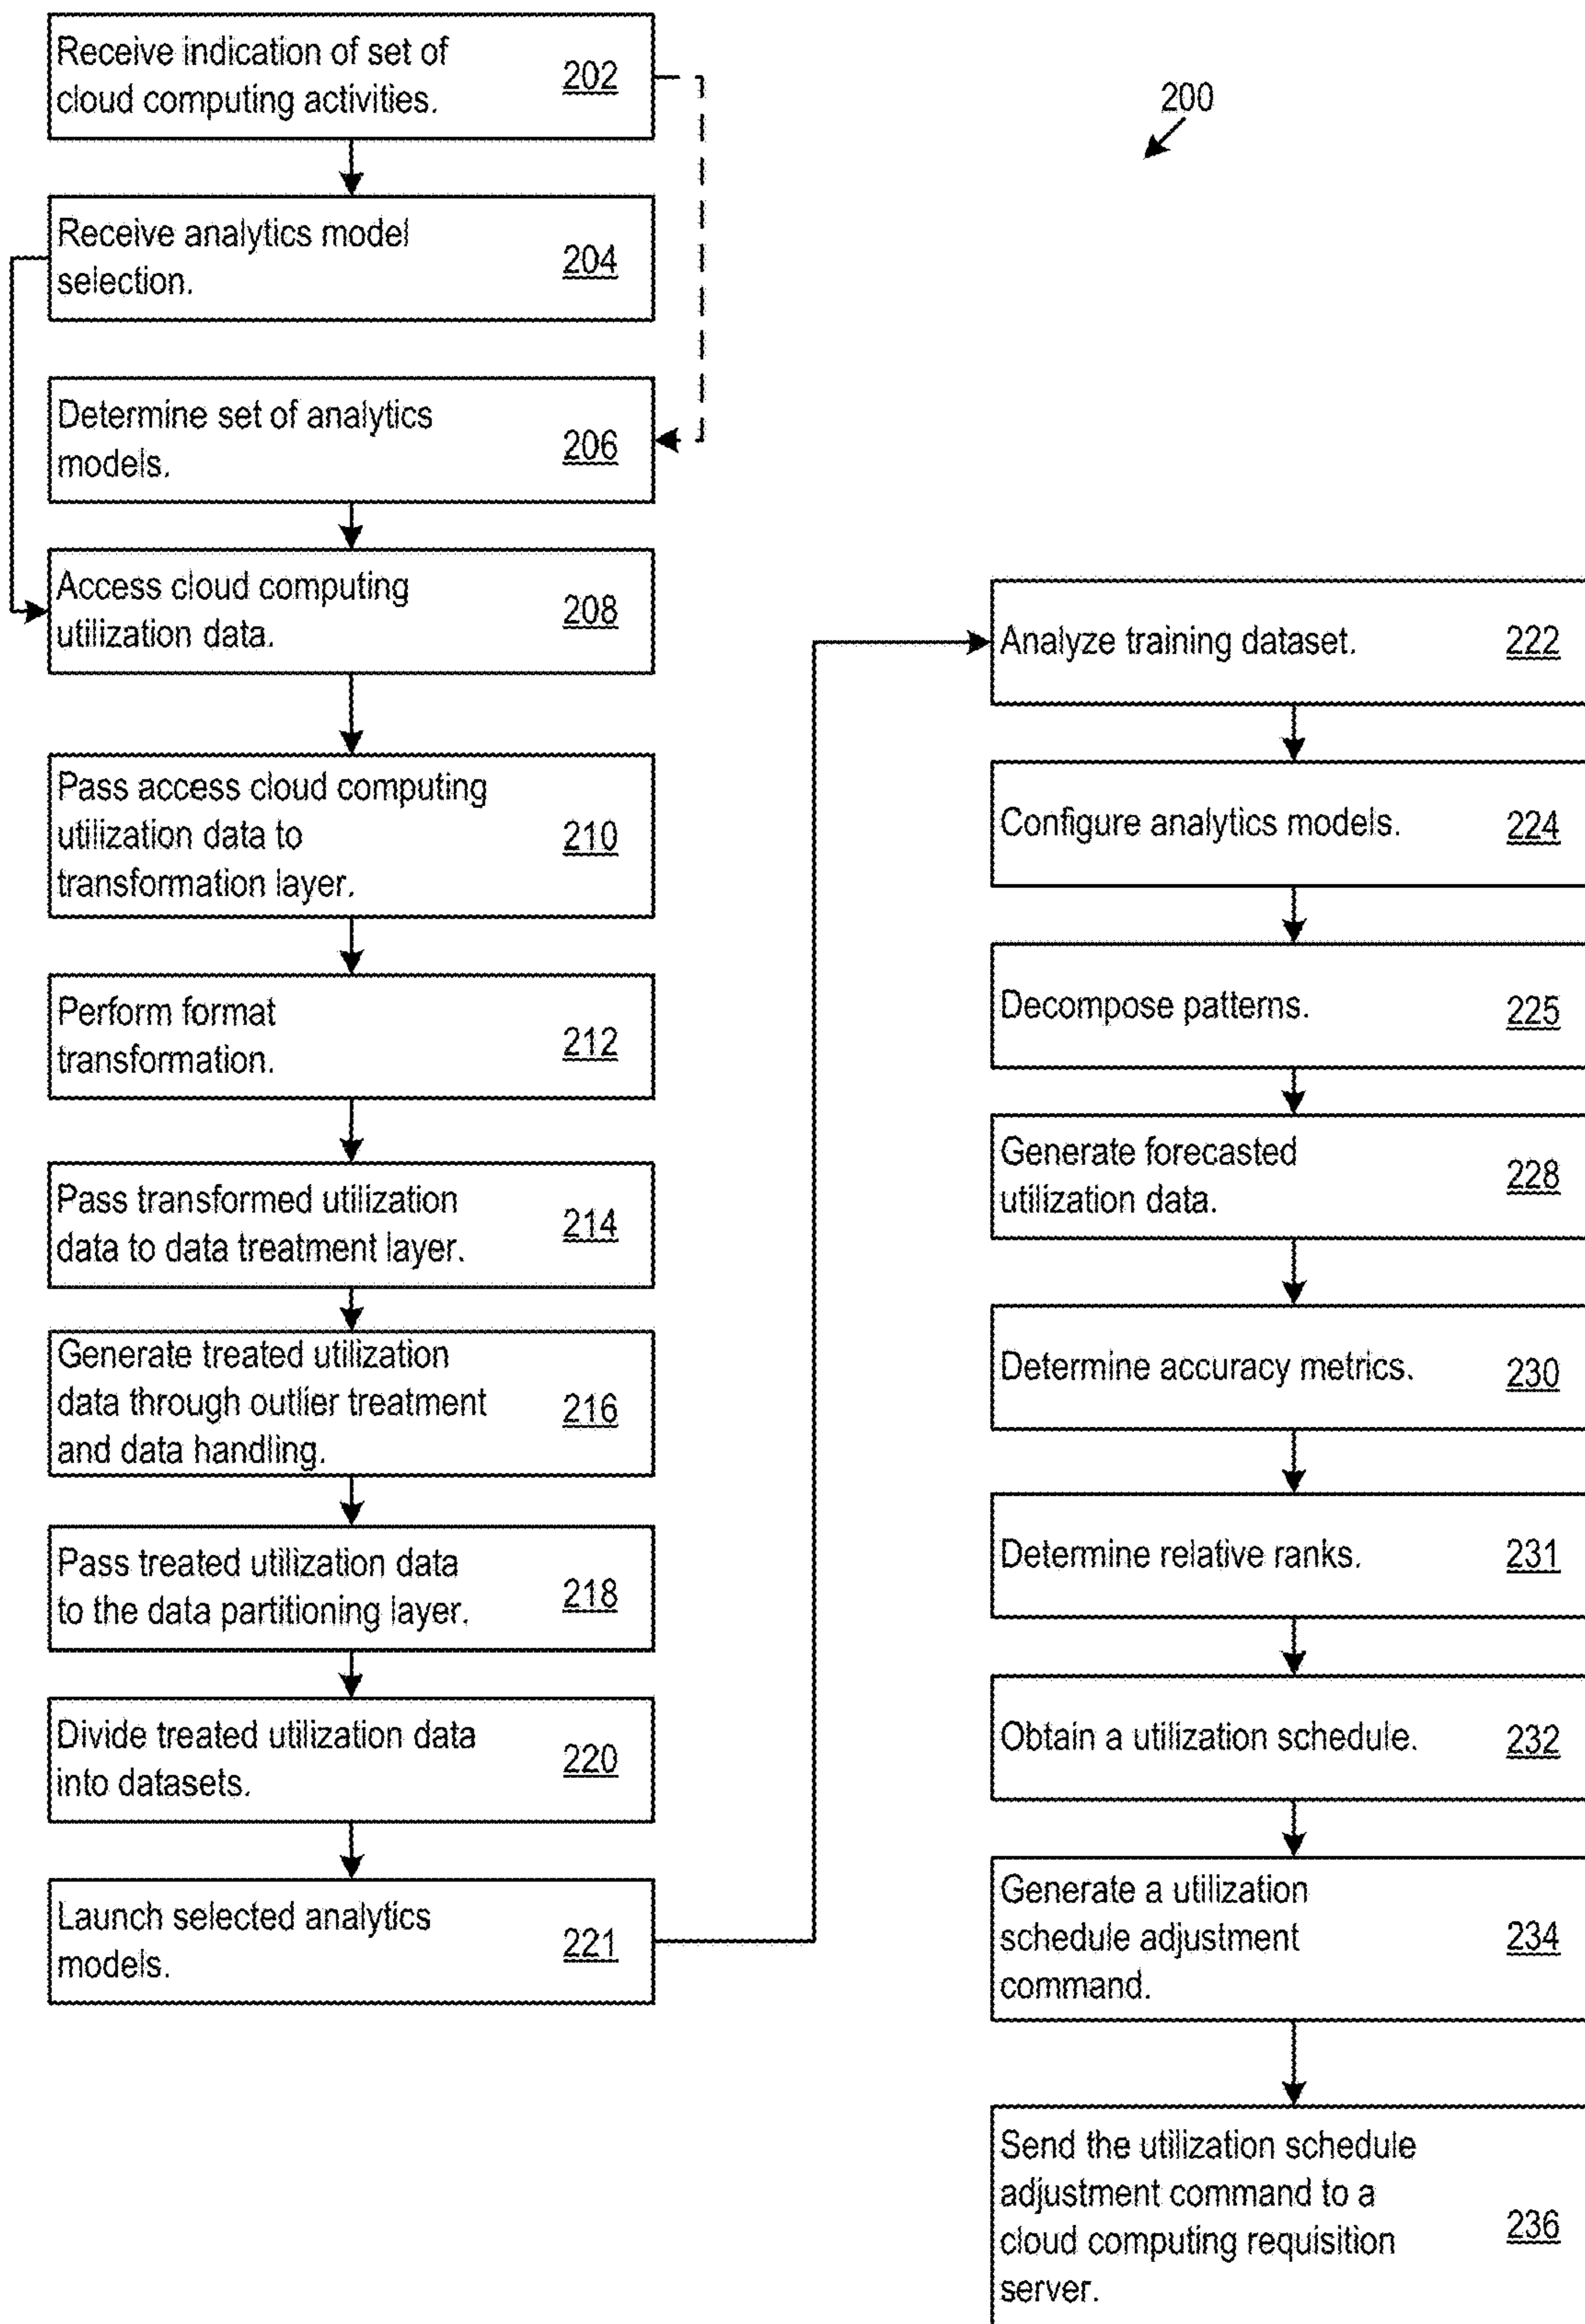 Receive indication of set of
cloud computing activities.
202
200
Receive analytics model
selection.
204
Determine set of analytics
models.
206
Access cloud computing
utilization data.
208
Pass access cloud computing
utilization data to
transformation layer.
210
Perform format
transformation.
212
Pass transformed utilization
data to data treatment layer.
214
Generate treated utilization
data through outlier treatment
and data handling.
216
Pass treated utilization data
to the data partitioning layer.
218
Divide treated utilization data
into datasets.
220
Launch selected analytics
models.
221
Analyze training dataset.
222
Configure analytics models.
224
Decompose patterns.
225
Generate forecasted
utilization data.
228
Determine accuracy metrics.
230
Determine relative ranks.
231
Obtain a utilization schedule.
232
Generate a utilization
schedule adjustment
command.
234
Send the utilization schedule
adjustment command to a
cloud computing requisition
server.
236